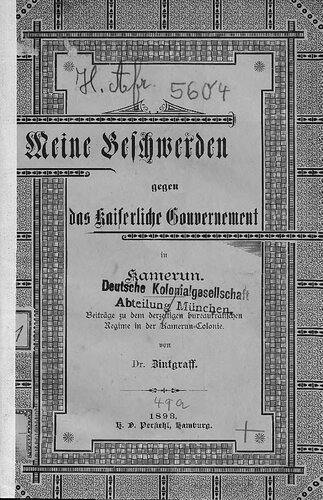 H. Afr. 5604
Meine Beschwerden
gegen
das Kaiserliche Gouvernement
in
Kamerun.
Deutsche Kolonialgesellschaft
Abteilung München.
Beiträge zu dem derzeitigen bureaukratischen
Regime in der Kamerun-Colonie.
von
Dr. Zintgraff.
49a
1893.
H. O. Persiehl, Hamburg.